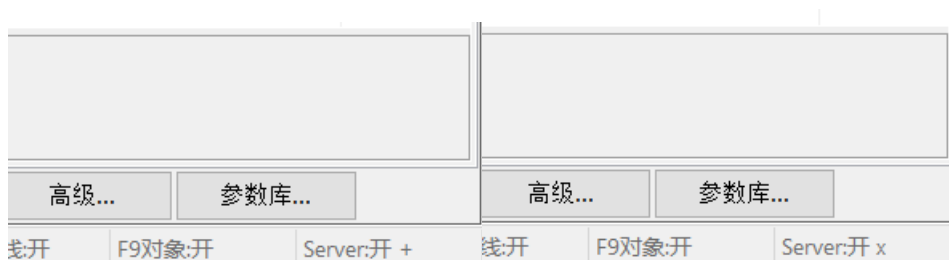 高级... 参数库... 高级... 参数库...
线:开 F9对象:开 Server:开 + 线:开 F9对象:开 Server:开 x